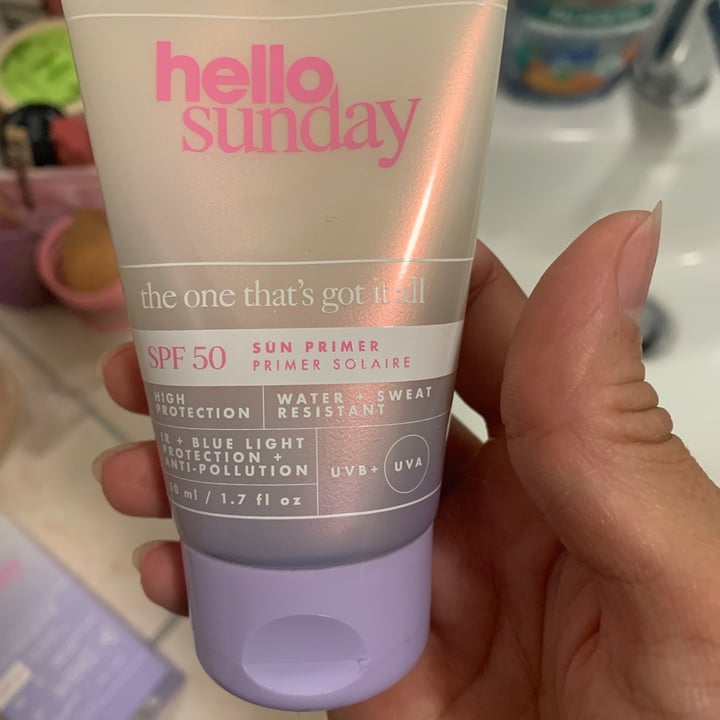 hello
sunday
the one that's got it all
SPF 50
SUN PRIMER
PRIMER SOLAIRE
HIGH
PROTECTION
WATER + SWEAT
RESISTANT
IR + BLUE LIGHT
PROTECTION +
ANTI-POLLUTION
UVB+ UVA
50 ml / 1.7 fl oz